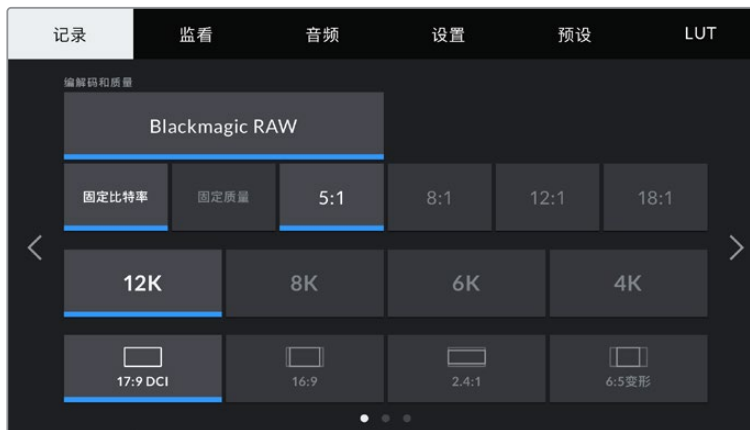 记录 监看 音频 设置 预设 LUT
编解码和质量
Blackmagic RAW
固定比特率 固定质量 5:1 8:1 12:1 18:1
12K 8K 6K 4K
17:9 DCI 16:9 2.4:1 6:5变形